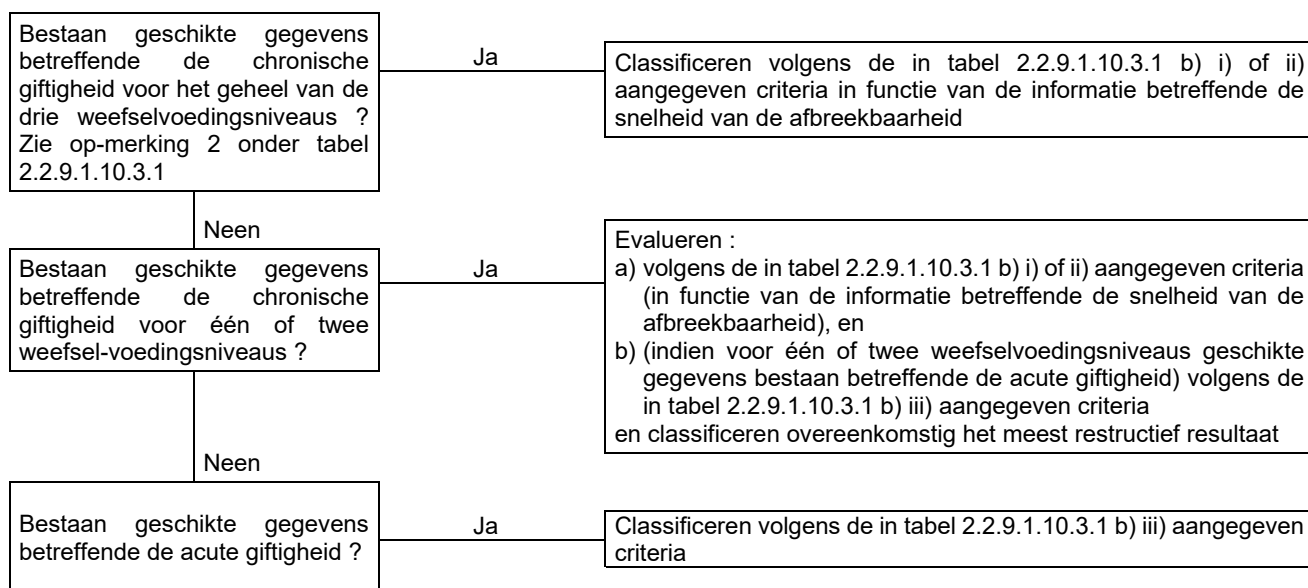 Bestaan geschikte gegevens
betreffende de chronische
giftigheid voor het geheel van de
drie weefselvoedingsniveaus ?
Zie op-merking 2 onder tabel
2.2.9.1.10.3.1
Ja
Classificeren volgens de in tabel 2.2.9.1.10.3.1 b) i) of ii)
aangegeven criteria in functie van de informatie betreffende de
snelheid van de afbreekbaarheid
Neen
Bestaan geschikte gegevens
betreffende de chronische
giftigheid voor één of twee
weefsel-voedingsniveaus ?
Ja
Evalueren :
a) volgens de in tabel 2.2.9.1.10.3.1 b) i) of ii) aangegeven criteria
(in functie van de informatie betreffende de snelheid van de
afbreekbaarheid), en
b) (indien voor één of twee weefselvoedingsniveaus geschikte
gegevens bestaan betreffende de acute giftigheid) volgens de
in tabel 2.2.9.1.10.3.1 b) iii) aangegeven criteria
en classificeren overeenkomstig het meest restructief resultaat
Neen
Bestaan geschikte gegevens
betreffende de acute giftigheid ?
Ja
Classificeren volgens de in tabel 2.2.9.1.10.3.1 b) iii) aangegeven
criteria